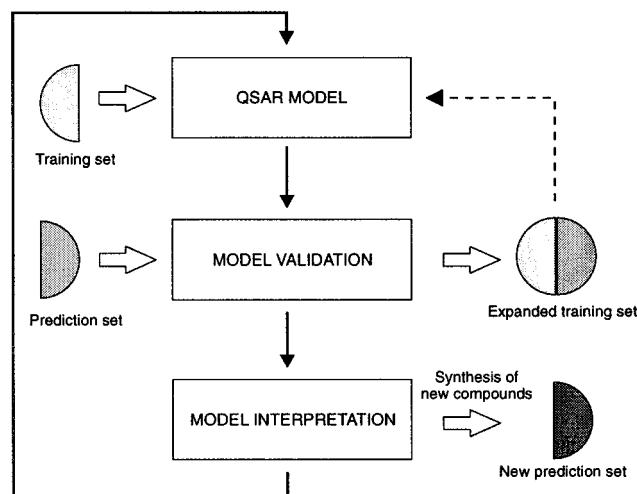 QSAR MODEL
Training set
MODEL VALIDATION
Prediction set
Expanded training set
Synthesis of
new compounds
MODEL INTERPRETATION
New prediction set